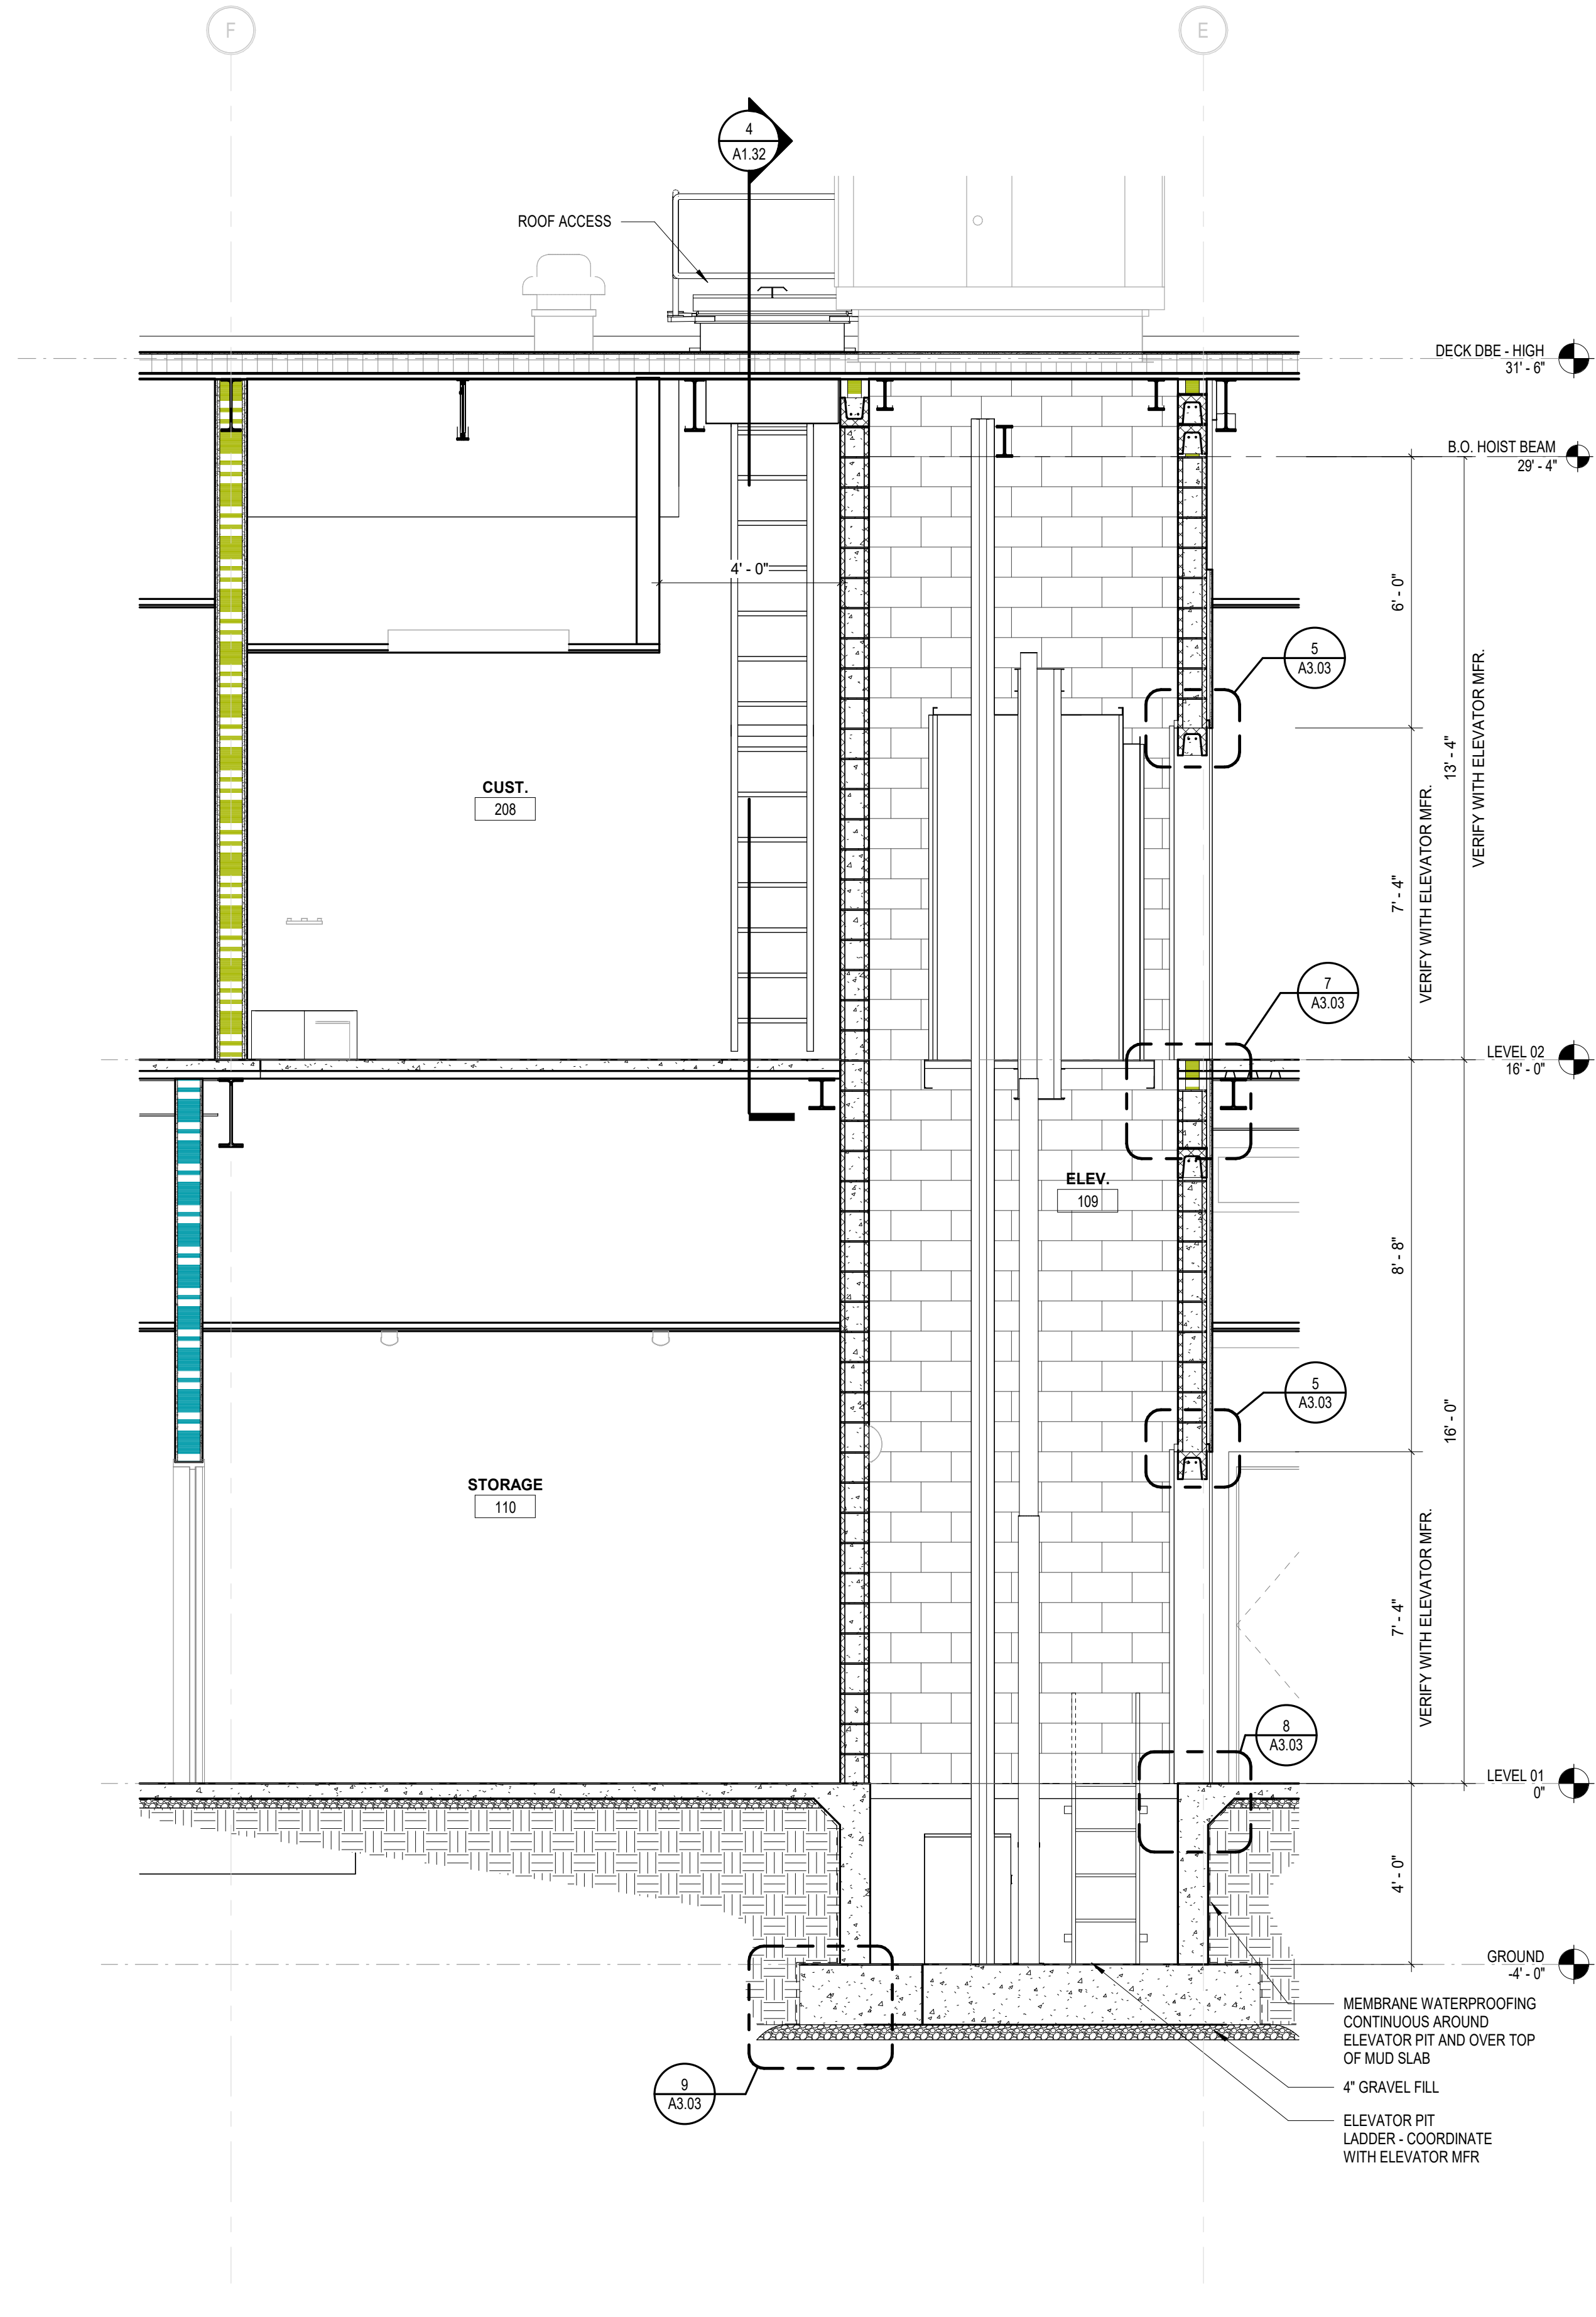 F
E
4
A1.32
ROOF ACCESS
DECK DBE - HIGH
31' - 6"
B.O. HOIST BEAM
29' - 4"
4' - 0"
6' - 0"
5
A3.03
VERIFY WITH ELEVATOR MFR.
13' - 4"
CUST.
208
VERIFY WITH ELEVATOR MFR.
7' - 4"
7
A3.03
LEVEL 02
16' - 0"
ELEV.
109
8' - 8"
5
A3.03
16' - 0"
STORAGE
110
VERIFY WITH ELEVATOR MFR.
7' - 4"
8
A3.03
LEVEL 01
0"
4' - 0"
GROUND
-4' - 0"
MEMBRANE WATERPROOFING
CONTINUOUS AROUND
ELEVATOR PIT AND OVER TOP
OF MUD SLAB
9
A3.03
4" GRAVEL FILL
ELEVATOR PIT
LADDER - COORDINATE
WITH ELEVATOR MFR